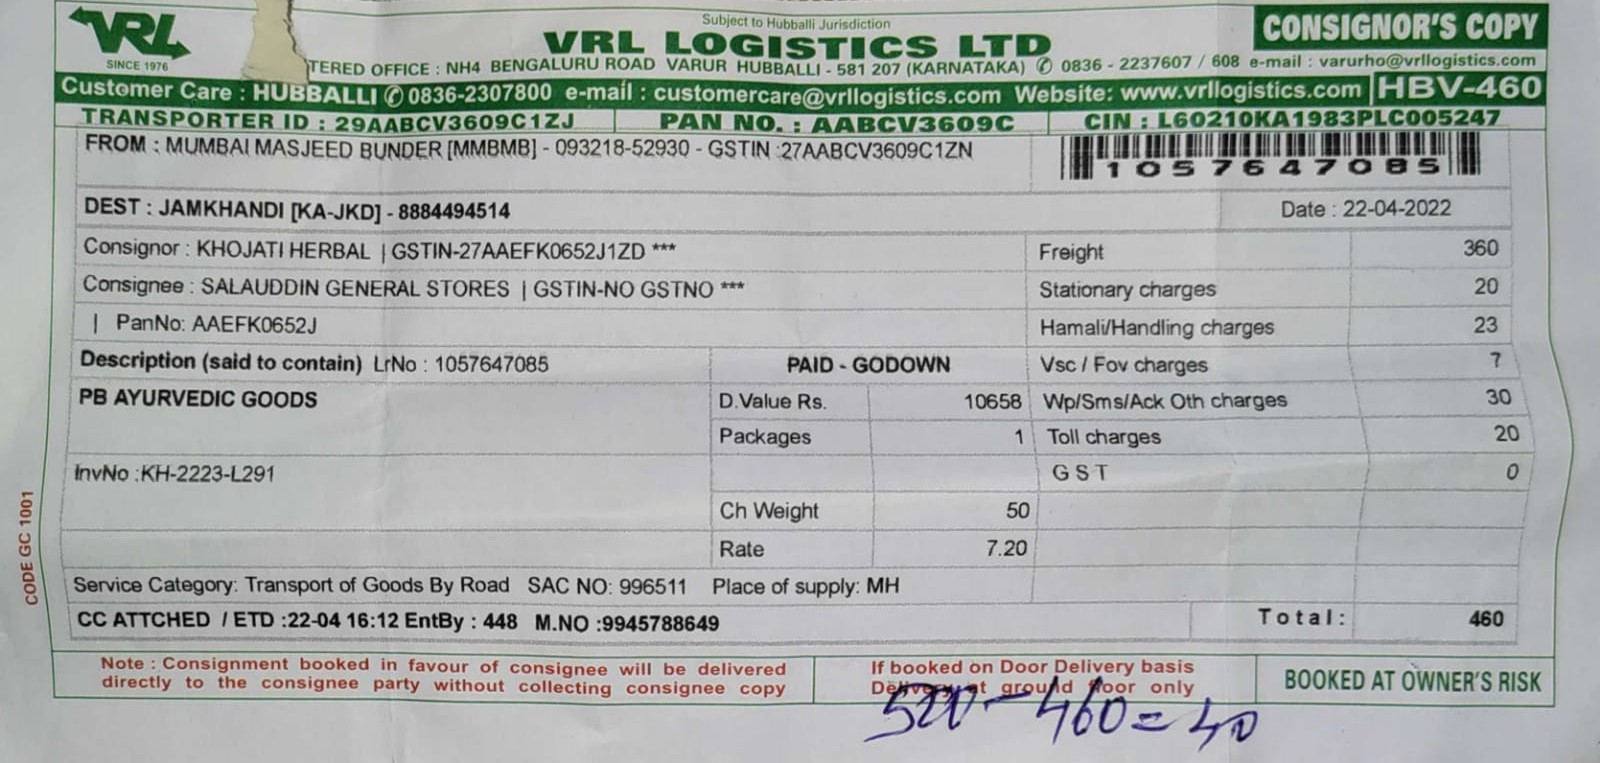 VRL
SINCE 1976
Subject to Hubballi Jurisdiction
VRL LOGISTICS LTD
CONSIGNOR'S COPY
TERED OFFICE : NH4 BENGALURU ROAD VARUR HUBBALLI - 581 207 (KARNATAKA) ✆ 0836 - 2237607 / 608 e-mail : varurho@vrllogistics.com
Customer Care : HUBBALLI ✆ 0836-2307800 e-mail : customercare@vrllogistics.com Website: www.vrllogistics.com HBV-460
TRANSPORTER ID : 29AABCV3609C1ZJ PAN NO. : AABCV3609C CIN : L60210KA1983PLC005247
FROM : MUMBAI MASJEED BUNDER [MMBMB] - 093218-52930 - GSTIN :27AABCV3609C1ZN
1057647085
DEST : JAMKHANDI [KA-JKD] - 8884494514 Date : 22-04-2022
Consignor : KHOJATI HERBAL | GSTIN-27AAEFK0652J1ZD *** Freight 360
Consignee : SALAUDDIN GENERAL STORES | GSTIN-NO GSTNO *** Stationary charges 20
| PanNo: AAEFK0652J Hamali/Handling charges 23
Description (said to contain) LrNo : 1057647085 PAID - GODOWN Vsc / Fov charges 7
PB AYURVEDIC GOODS D.Value Rs. 10658 Wp/Sms/Ack Oth charges 30
Packages 1 Toll charges 20
InvNo :KH-2223-L291 G S T 0
Ch Weight 50
Rate 7.20
Service Category: Transport of Goods By Road SAC NO: 996511 Place of supply: MH
CC ATTCHED / ETD :22-04 16:12 EntBy : 448 M.NO :9945788649 Total: 460
Note : Consignment booked in favour of consignee will be delivered
directly to the consignee party without collecting consignee copy
If booked on Door Delivery basis
Delivery at ground floor only
BOOKED AT OWNER'S RISK
CODE GC 1001
- 460 = 40